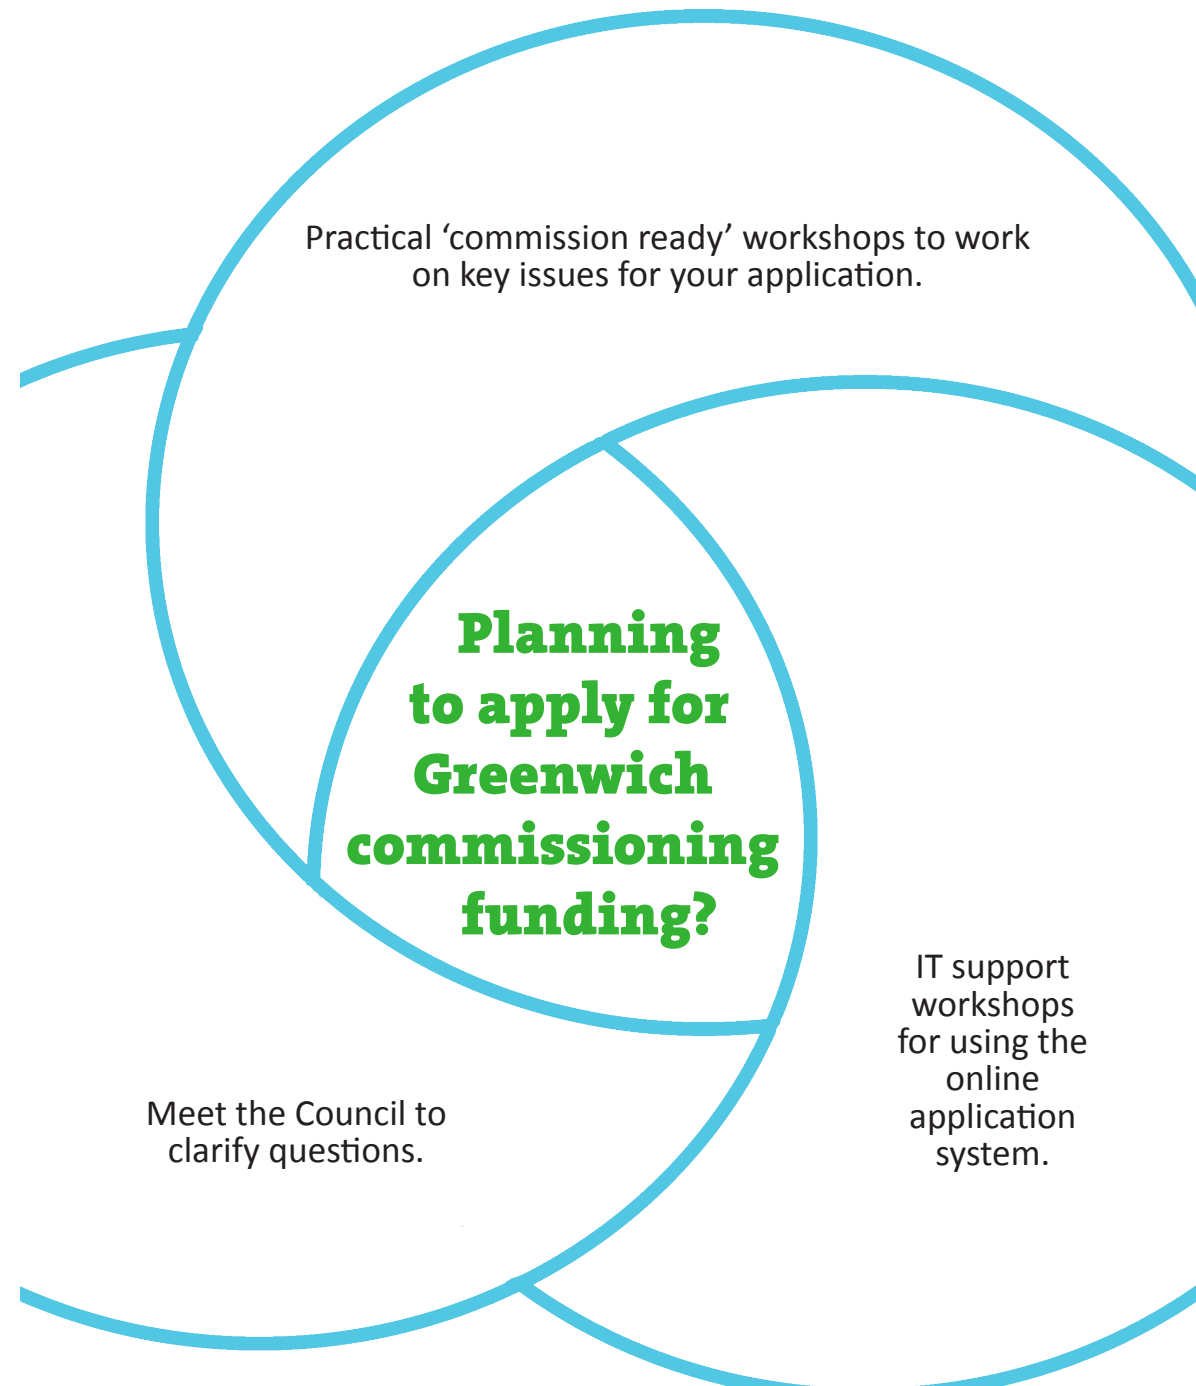 Practical ‘commission ready’ workshops to work
on key issues for your application.
Planning
to apply for
Greenwich
commissioning
funding?
IT support
workshops
for using the
online
application
system.
Meet the Council to
clarify questions.